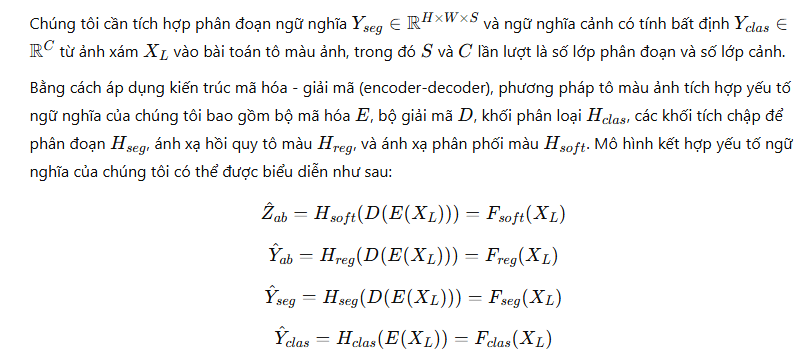 Chúng tôi cần tích hợp phân đoạn ngữ nghĩa $Y_{seg} \in \mathbb{R}^{H \times W \times S}$ và ngữ nghĩa cảnh có tính bất định $Y_{clas} \in$
$\mathbb{R}^{C}$ từ ảnh xám $X_L$ vào bài toán tô màu ảnh, trong đó $S$ và $C$ lần lượt là số lớp phân đoạn và số lớp cảnh.
Bằng cách áp dụng kiến trúc mã hóa - giải mã (encoder-decoder), phương pháp tô màu ảnh tích hợp yếu tố
ngữ nghĩa của chúng tôi bao gồm bộ mã hóa $E$, bộ giải mã $D$, khối phân loại $H_{clas}$, các khối tích chập để
phân đoạn $H_{seg}$, ánh xạ hồi quy tô màu $H_{reg}$, và ánh xạ phân phối màu $H_{soft}$. Mô hình kết hợp yếu tố ngữ
nghĩa của chúng tôi có thể được biểu diễn như sau:
$\hat{Z}_{ab} = H_{soft}(D(E(X_L))) = F_{soft}(X_L)$
$\hat{Y}_{ab} = H_{reg}(D(E(X_L))) = F_{reg}(X_L)$
$\hat{Y}_{seg} = H_{seg}(D(E(X_L))) = F_{seg}(X_L)$
$\hat{Y}_{clas} = H_{clas}(E(X_L)) = F_{clas}(X_L)$